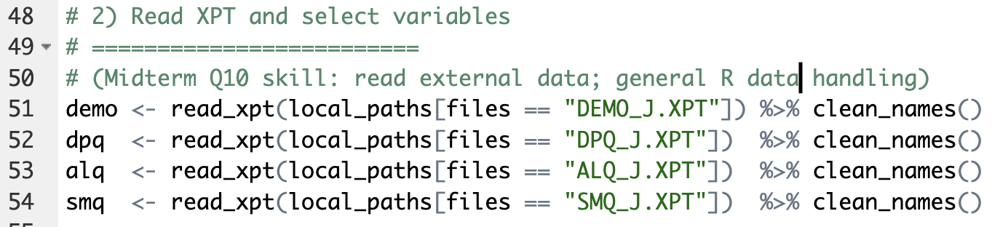 48 # 2) Read XPT and select variables
49 # =========================
50 # (Midterm Q10 skill: read external data; general R data handling)
51 demo <- read_xpt(local_paths[files == "DEMO_J.XPT"]) %>% clean_names()
52 dpq  <- read_xpt(local_paths[files == "DPQ_J.XPT"])  %>% clean_names()
53 alq  <- read_xpt(local_paths[files == "ALQ_J.XPT"])  %>% clean_names()
54 smq  <- read_xpt(local_paths[files == "SMQ_J.XPT"])  %>% clean_names()